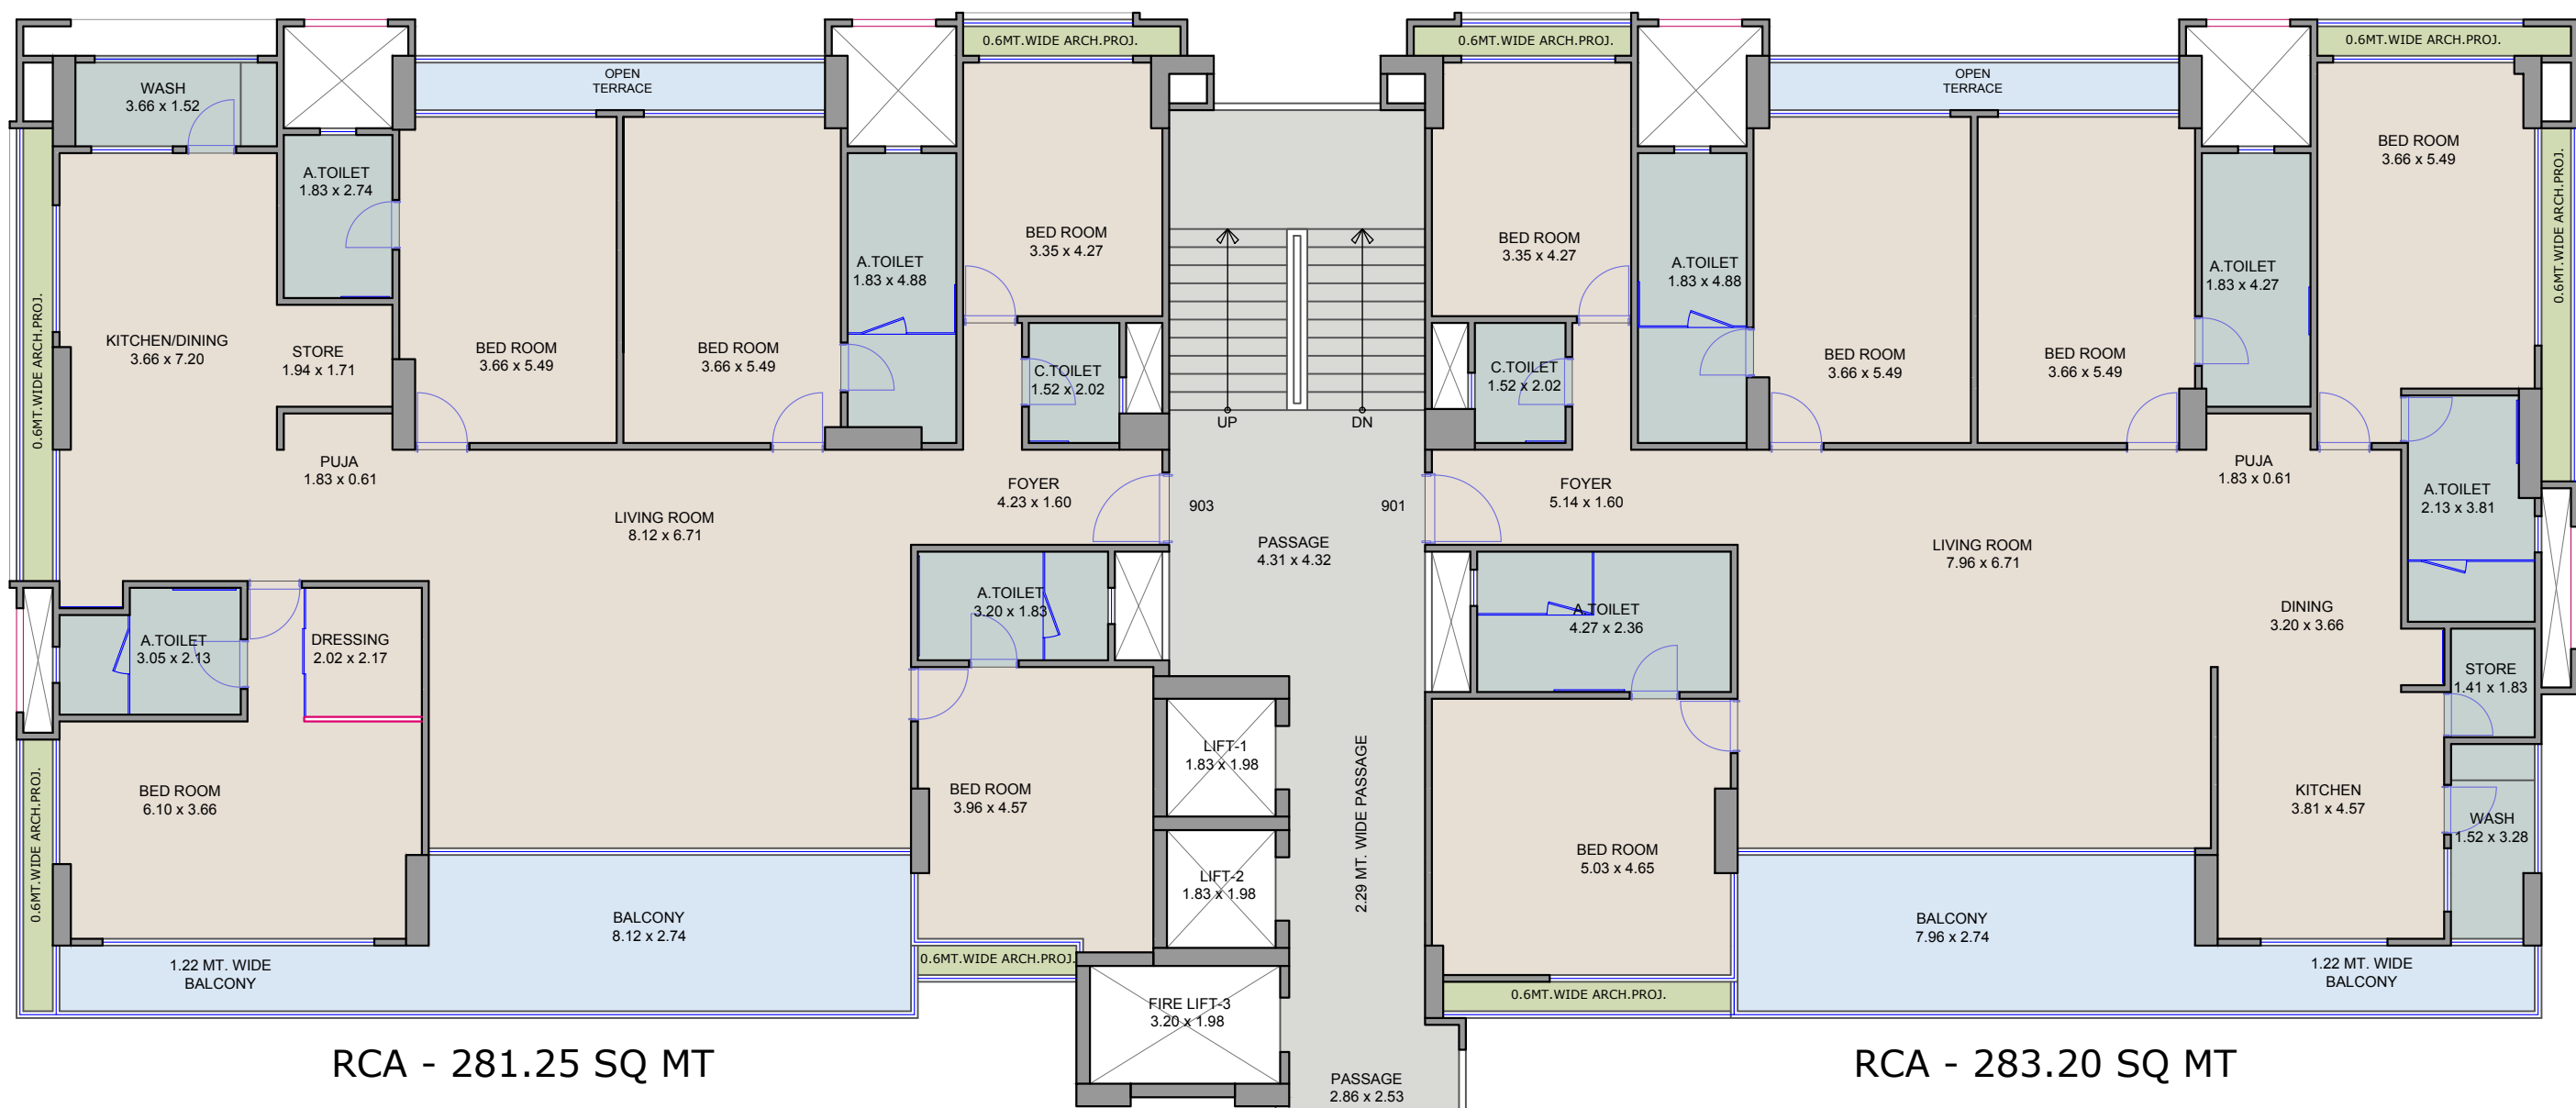 0.6MT.WIDE ARCH.PROJ.
0.6MT.WIDE ARCH.PROJ.
0.6MT.WIDE ARCH.PROJ.
WASH
3.66 x 1.52
OPEN
TERRACE
OPEN
TERRACE
BED ROOM
3.66 x 5.49
A.TOILET
1.83 x 2.74
BED ROOM
3.35 x 4.27
BED ROOM
3.35 x 4.27
A.TOILET
1.83 x 4.88
A.TOILET
1.83 x 4.88
A.TOILET
1.83 x 4.27
0.6MT.WIDE ARCH.PROJ.
0.6MT.WIDE ARCH.PROJ.
KITCHEN/DINING
3.66 x 7.20
STORE
1.94 x 1.71
BED ROOM
3.66 x 5.49
BED ROOM
3.66 x 5.49
C.TOILET
1.52 x 2.02
C.TOILET
1.52 x 2.02
BED ROOM
3.66 x 5.49
BED ROOM
3.66 x 5.49
UP
DN
PUJA
1.83 x 0.61
PUJA
1.83 x 0.61
FOYER
4.23 x 1.60
903
901
FOYER
5.14 x 1.60
A.TOILET
2.13 x 3.81
LIVING ROOM
8.12 x 6.71
PASSAGE
4.31 x 4.32
LIVING ROOM
7.96 x 6.71
A.TOILET
3.20 x 1.83
A.TOILET
4.27 x 2.36
DINING
3.20 x 3.66
A.TOILET
3.05 x 2.13
DRESSING
2.02 x 2.17
STORE
1.41 x 1.83
LIFT-1
1.83 x 1.98
BED ROOM
6.10 x 3.66
BED ROOM
3.96 x 4.57
2.29 MT. WIDE PASSAGE
KITCHEN
3.81 x 4.57
WASH
1.52 x 3.28
0.6MT.WIDE ARCH.PROJ.
BED ROOM
5.03 x 4.65
LIFT-2
1.83 x 1.98
BALCONY
8.12 x 2.74
BALCONY
7.96 x 2.74
0.6MT.WIDE ARCH.PROJ.
1.22 MT. WIDE
BALCONY
1.22 MT. WIDE
BALCONY
0.6MT.WIDE ARCH.PROJ.
FIRE LIFT-3
3.20 x 1.98
RCA - 281.25 SQ MT
RCA - 283.20 SQ MT
PASSAGE
2.86 x 2.53